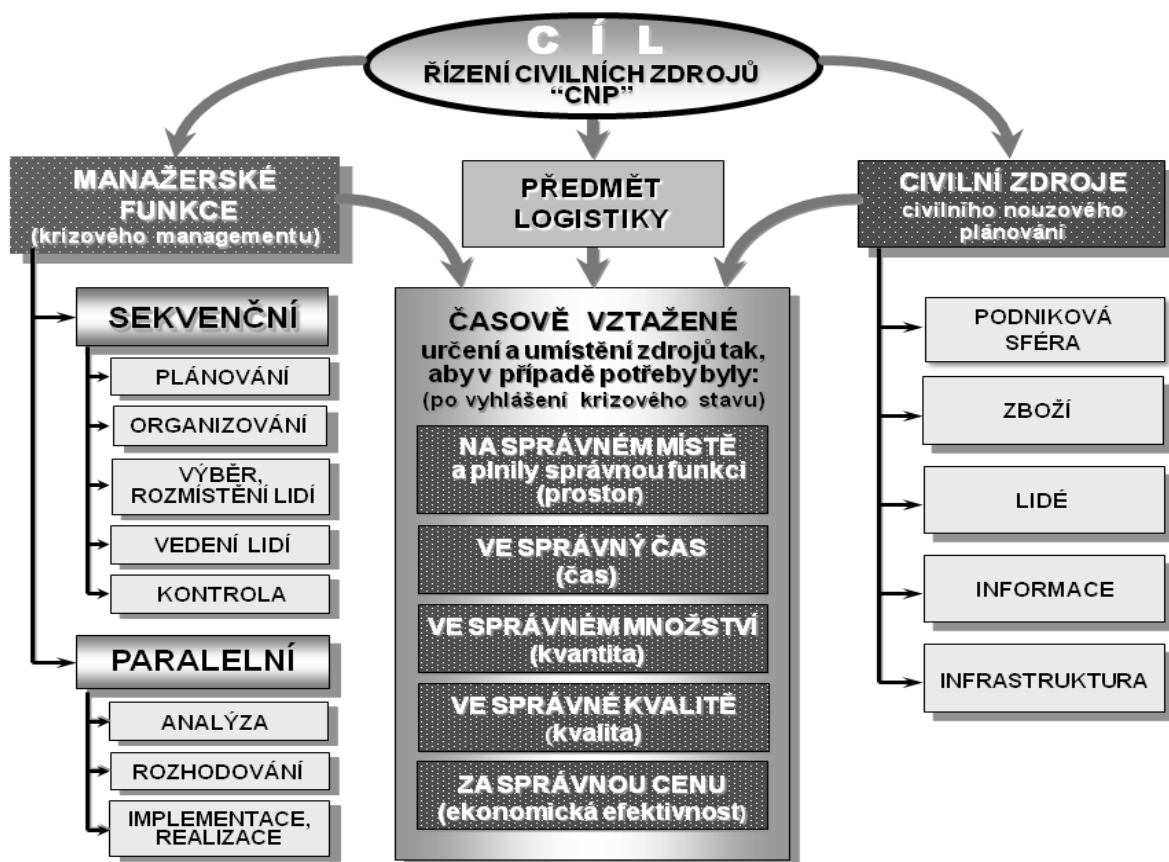 C Í L
ŘÍZENÍ CIVILNÍCH ZDROJŮ
“CNP”
MANAŽERSKÉ
FUNKCE
(krizového managementu)
PŘEDMĚT
LOGISTIKY
CIVILNÍ ZDROJE
civilního nouzového
plánování
SEKVENČNÍ
PLÁNOVÁNÍ
ORGANIZOVÁNÍ
VÝBĚR,
ROZMÍSTĚNÍ LIDÍ
VEDENÍ LIDÍ
KONTROLA
PARALELNÍ
ANALÝZA
ROZHODOVÁNÍ
IMPLEMENTACE,
REALIZACE
ČASOVĚ VZTAŽENÉ
určení a umístění zdrojů tak,
aby v případě potřeby byly:
(po vyhlášení krizového stavu)
NA SPRÁVNÉM MÍSTĚ
a plnily správnou funkci
(prostor)
VE SPRÁVNÝ ČAS
(čas)
VE SPRÁVNÉM MNOŽSTVÍ
(kvantita)
VE SPRÁVNÉ KVALITĚ
(kvalita)
ZA SPRÁVNOU CENU
(ekonomická efektivnost)
PODNIKOVÁ
SFÉRA
ZBOŽÍ
LIDÉ
INFORMACE
INFRASTRUKTURA